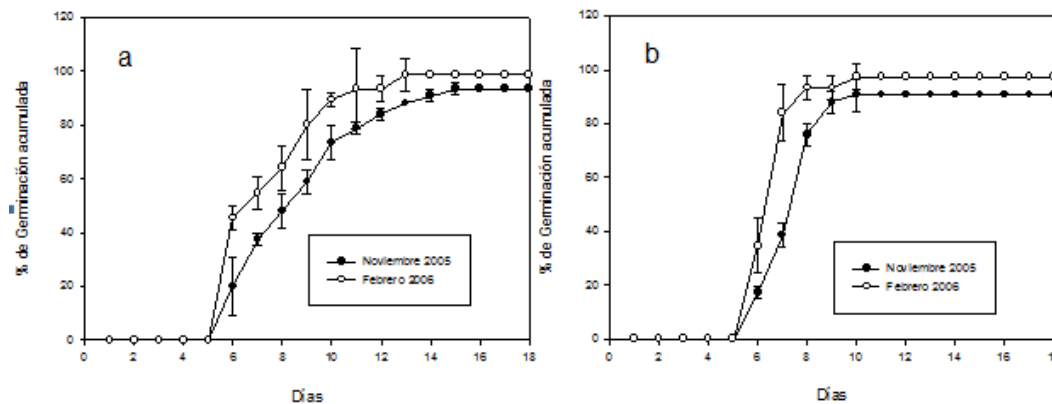 a
% de Germinación acumulada
120
100
80
60
40
20
0
Noviembre 2005
Febrero 2006
0 2 4 6 8 10 12 14 16 18
Días
b
% de Germinación acumulada
120
100
80
60
40
20
0
Noviembre 2005
Febrero 2006
0 2 4 6 8 10 12 14 16 18
Días